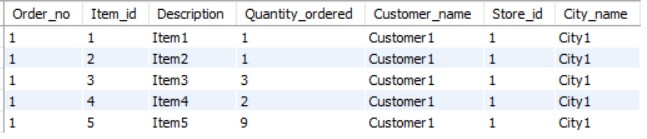 Order_no Item_id Description Quantity_ordered Customer_name Store_id City_name
1 1 Item1 1 Customer1 1 City1
1 2 Item2 1 Customer1 1 City1
1 3 Item3 3 Customer1 1 City1
1 4 Item4 2 Customer1 1 City1
1 5 Item5 9 Customer1 1 City1